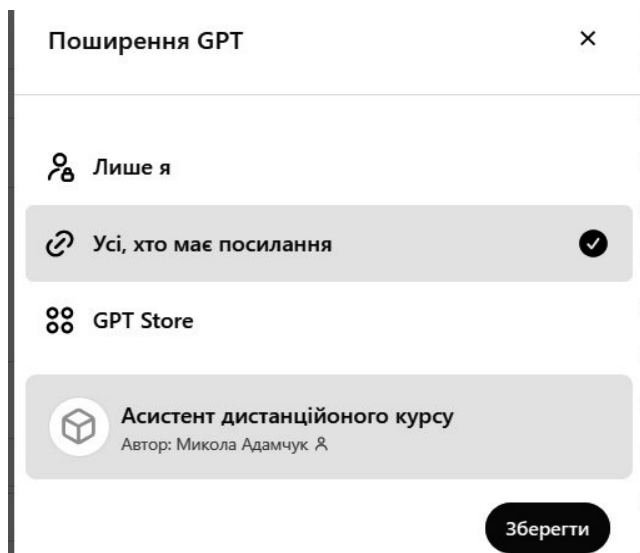 Поширення GPT
Лише я
Усі, хто має посилання
GPT Store
Асистент дистанційоного курсу
Автор: Микола Адамчук
Зберегти